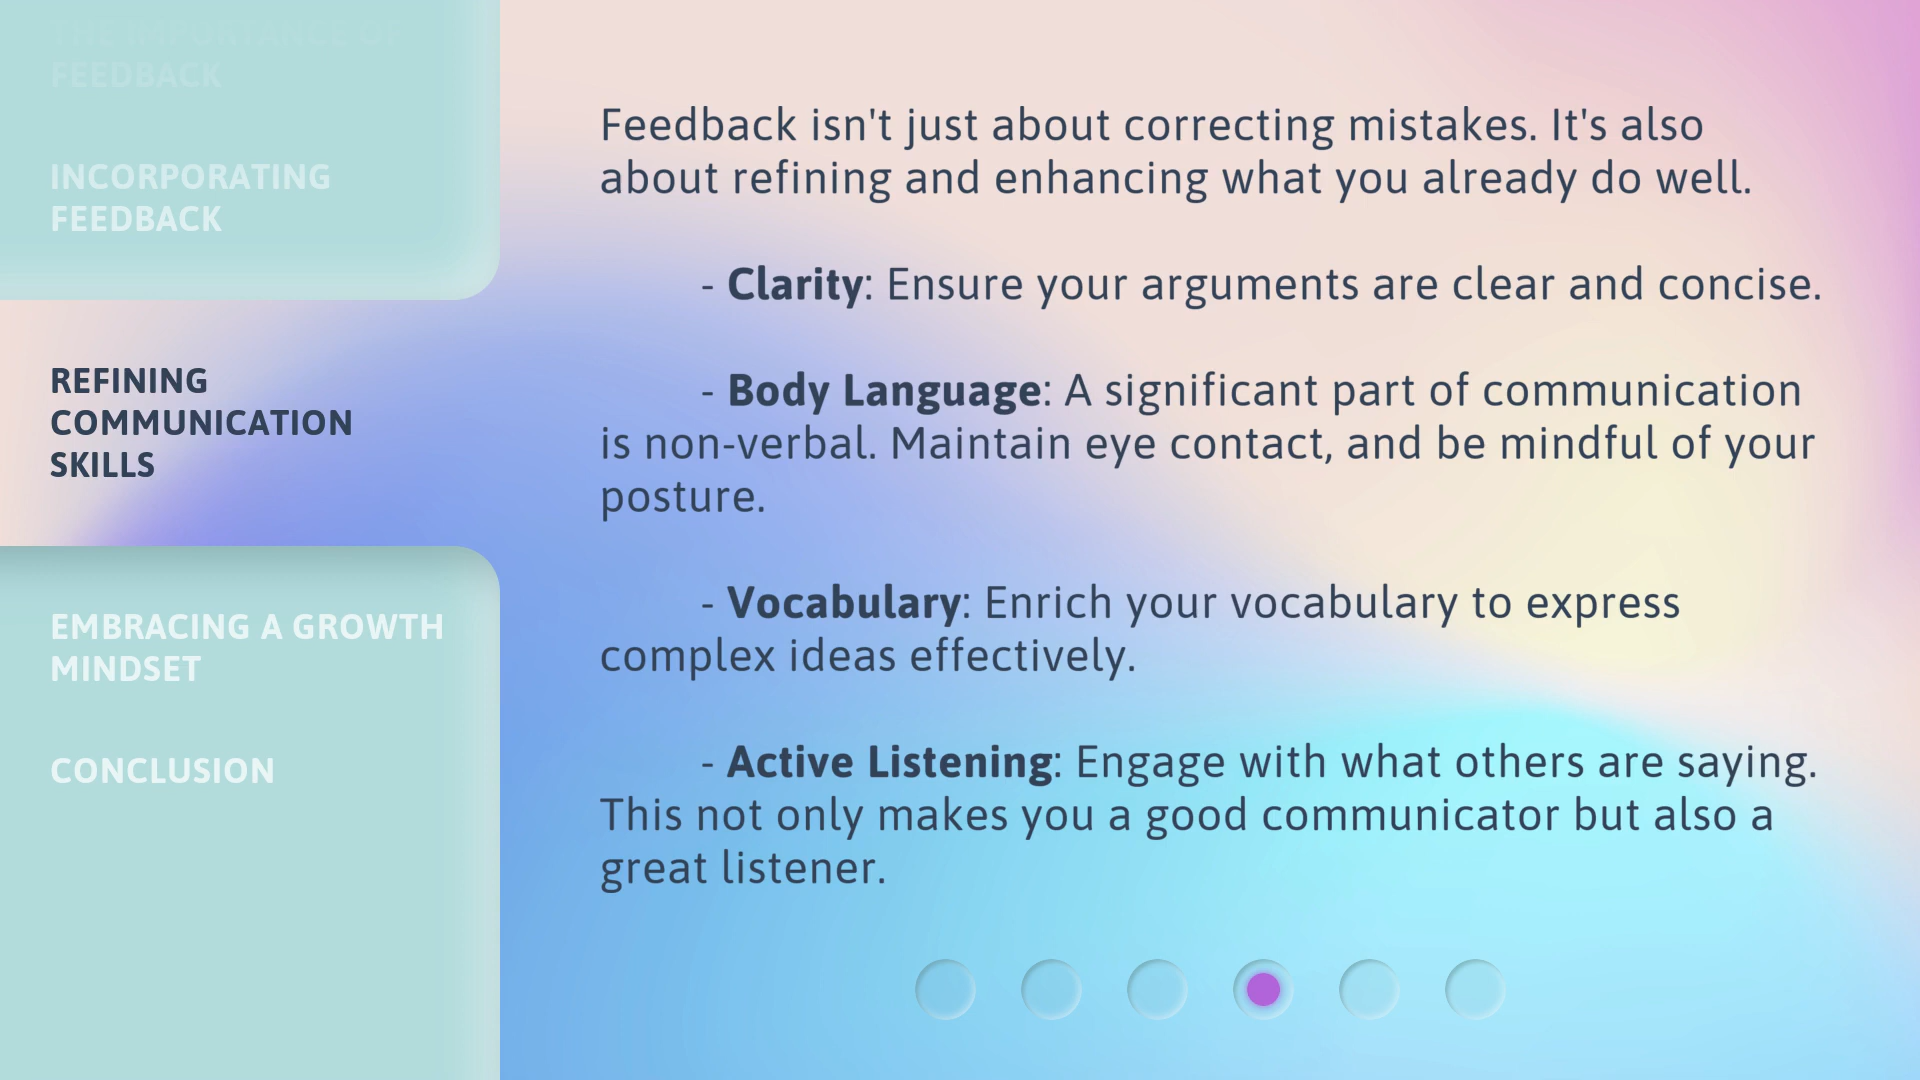 THE IMPORTANCE OF
FEEDBACK
INCORPORATING
FEEDBACK
REFINING
COMMUNICATION
SKILLS
EMBRACING A GROWTH
MINDSET
CONCLUSION
Feedback isn't just about correcting mistakes. It's also
about refining and enhancing what you already do well.
- Clarity: Ensure your arguments are clear and concise.
- Body Language: A significant part of communication
is non-verbal. Maintain eye contact, and be mindful of your
posture.
- Vocabulary: Enrich your vocabulary to express
complex ideas effectively.
- Active Listening: Engage with what others are saying.
This not only makes you a good communicator but also a
great listener.